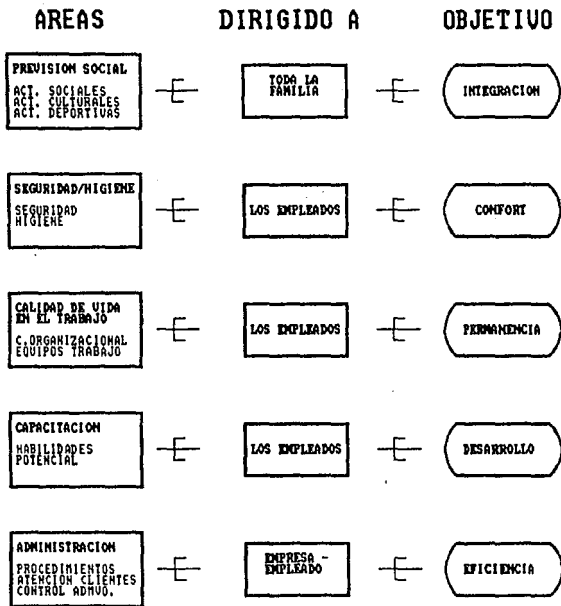 AREAS DIRIGIDO A OBJETIVO
PREVISION SOCIAL
ACT. SOCIALES
ACT. CULTURALES
ACT. DEPORTIVAS
TODA LA
FAMILIA
INTEGRACION
SEGURIDAD/HIGIENE
SEGURIDAD
HIGIENE
LOS EMPLEADOS
CONFORT
CALIDAD DE VIDA
EN EL TRABAJO
C.ORGANIZACIONAL
EQUIPOS TRABAJO
LOS EMPLEADOS
PERMANENCIA
CAPACITACION
HABILIDADES
POTENCIAL
LOS EMPLEADOS
DESARROLLO
ADMINISTRACION
PROCEDIMIENTOS
ATENCION CLIENTES
CONTROL ADMVO.
EMPRESA -
EMPLEADO
EFICIENCIA